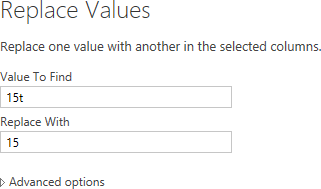 Replace Values
Replace one value with another in the selected columns.
Value To Find
15t
Replace With
15
Advanced options